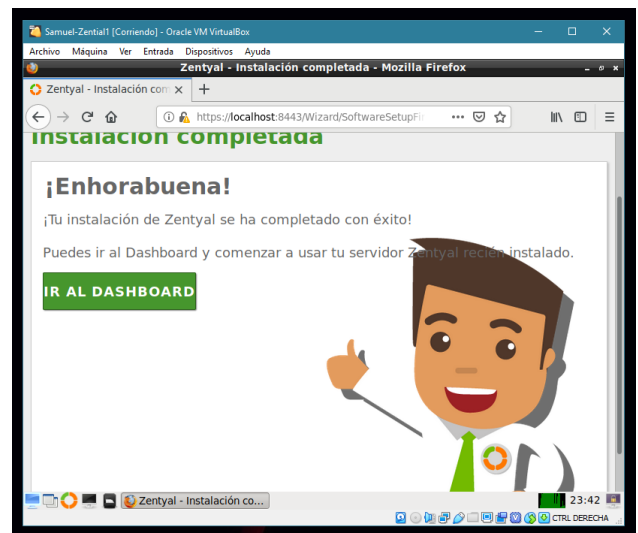 Samuel-Zential1 [Corriendo] - Oracle VM VirtualBox
Archivo Máquina Ver Entrada Dispositivos Ayuda
Zentyal - Instalación completada - Mozilla Firefox
Zentyal - Instalación com
https://localhost:8443/Wizard/SoftwareSetupFi
Instalación completada
¡Enhorabuena!
¡Tu instalación de Zentyal se ha completado con éxito!
Puedes ir al Dashboard y comenzar a usar tu servidor Zentyal recién instalado.
IR AL DASHBOARD
Zentyal - Instalación co...
23:42
CTRL DERECHA